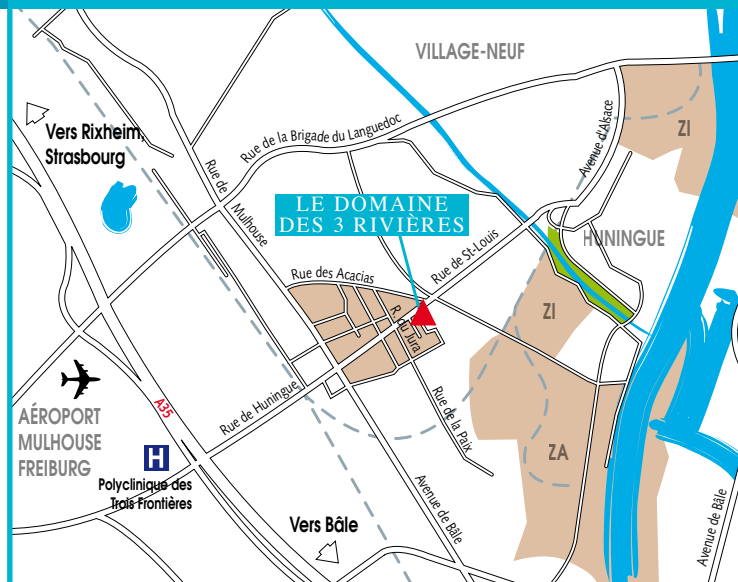 VILLAGE-NEUF
Vers Rixheim,
Strasbourg
Rue de la Brigade du Languedoc
Avenue d'Alsace
ZI
Rue de Mulhouse
LE DOMAINE
DES 3 RIVIÈRES
HUNINGUE
Rue de St-Louis
Rue des Acacias
ZI
R. du Jura
AÉROPORT
MULHOUSE
FREIBURG
A35
Rue de Huningue
Rue de la Paix
H
Polyclinique des
Trois Frontières
ZA
Avenue de Bâle
Vers Bâle
Avenue de Bâle